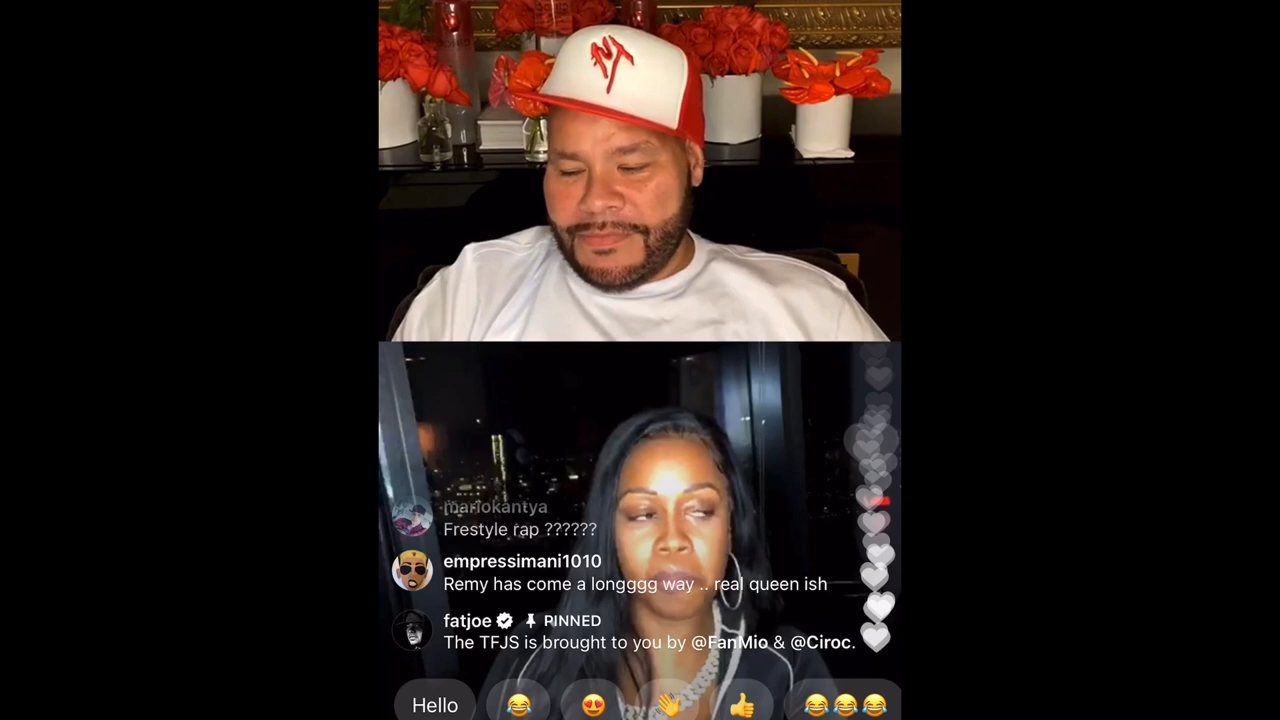 NT
mariokantya
Frestyle rap ??????
empressimani1010
Remy has come a longggg way .. real queen ish
fatjoe PINNED
The TFJS is brought to you by @FanMio & @Ciroc.
Hello